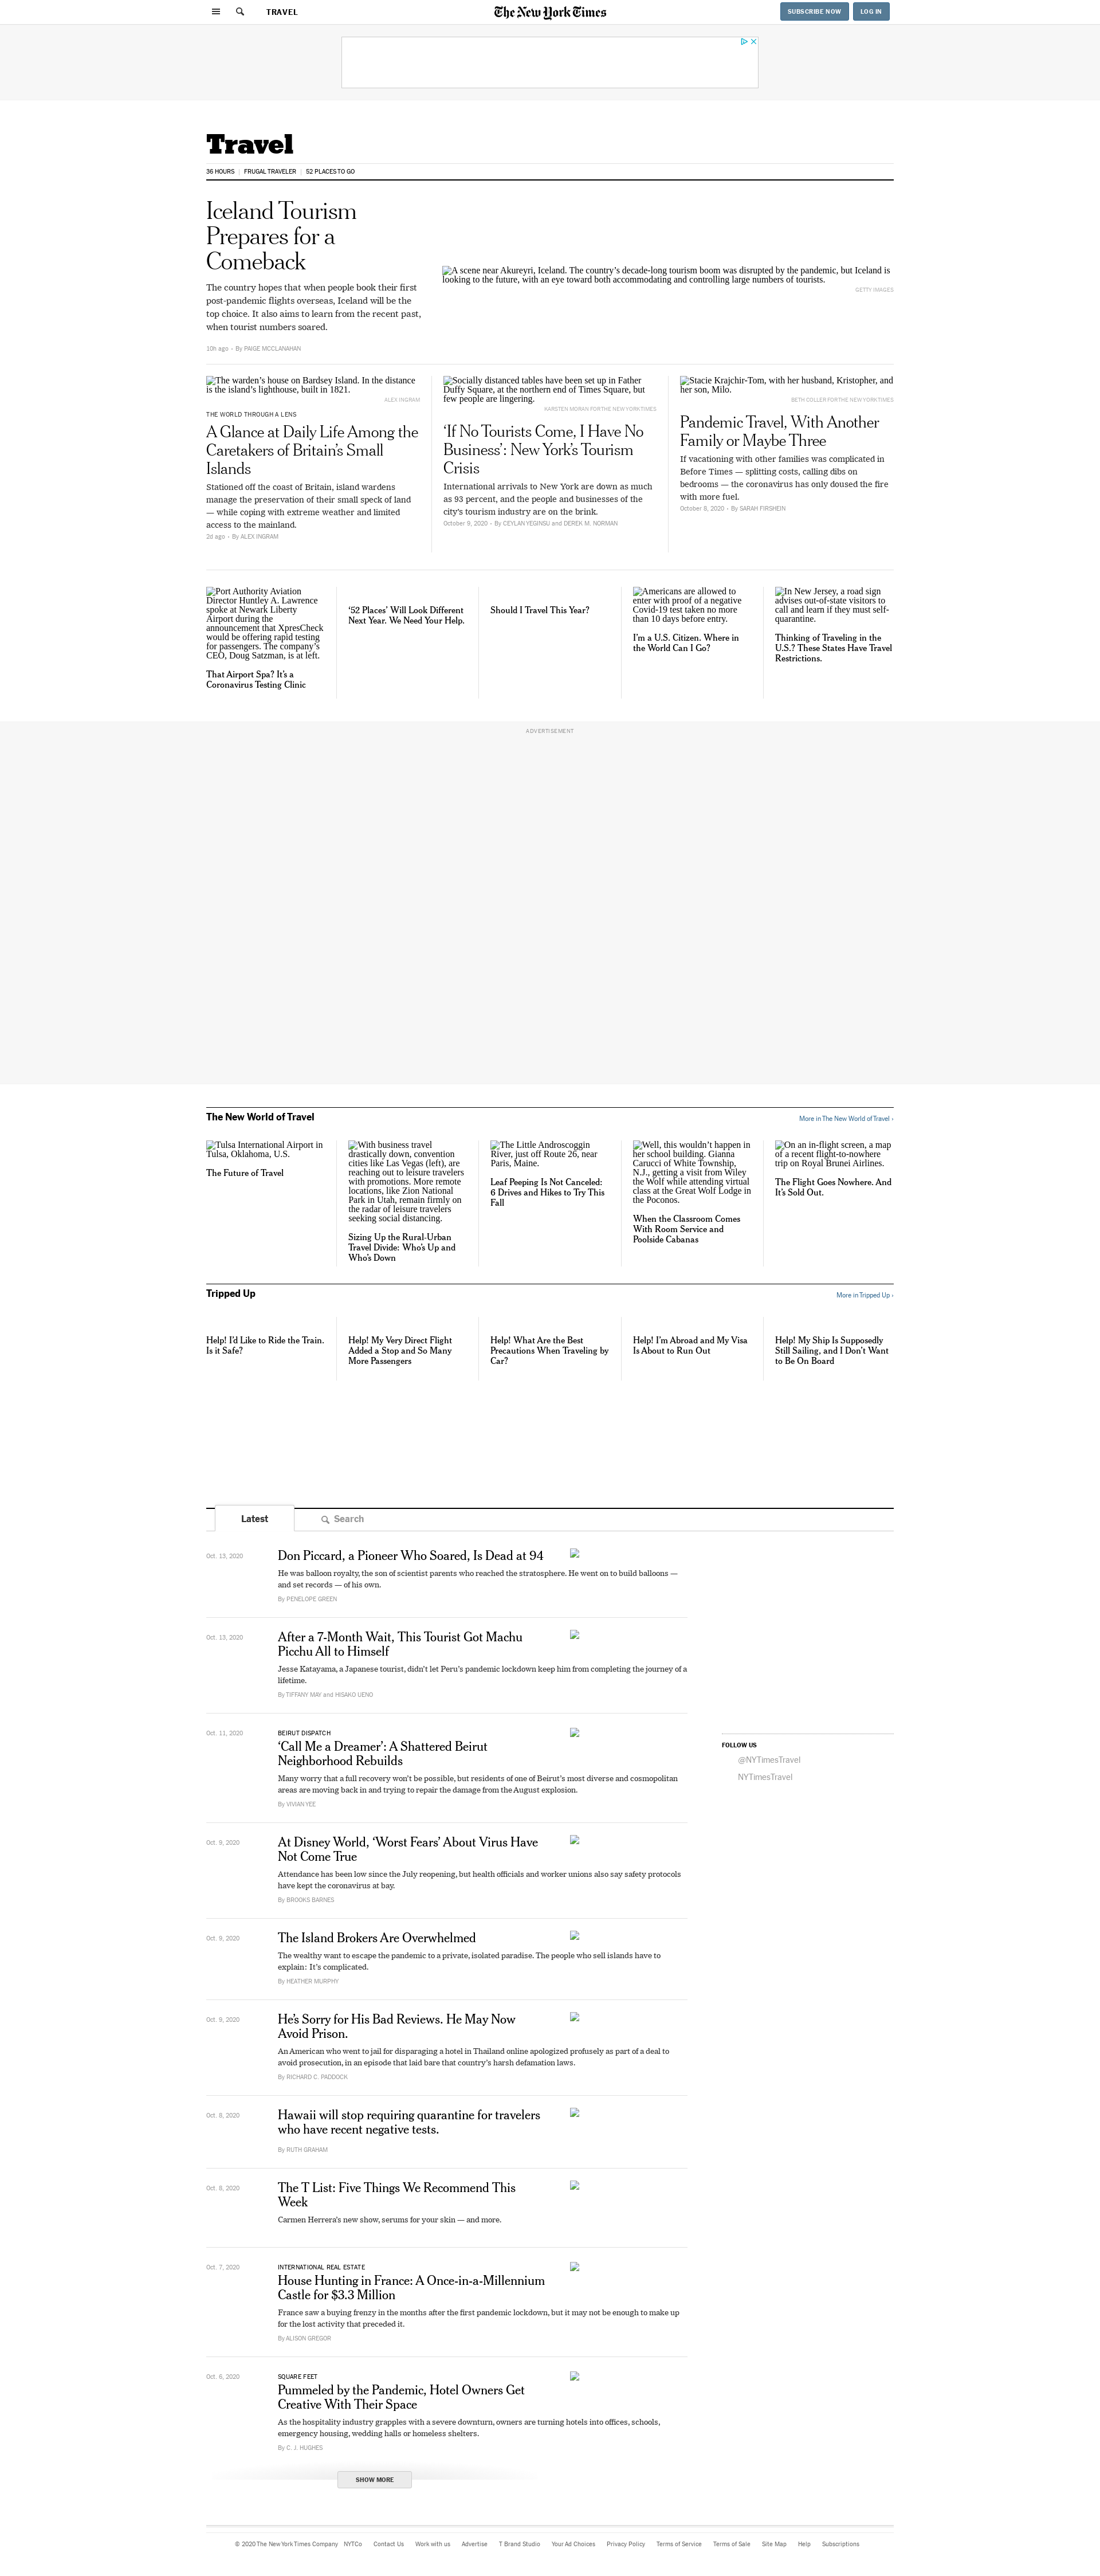 TRAVEL
The New York Times
SUBSCRIBE NOW
LOG IN
Travel
36 HOURS
FRUGAL TRAVELER
52 PLACES TO GO
Iceland Tourism
Prepares for a
Comeback
The country hopes that when people book their first
post-pandemic flights overseas, Iceland will be the
top choice. It also aims to learn from the recent past,
when tourist numbers soared.
10h ago · By PAIGE MCCLANAHAN
A scene near Akureyri, Iceland. The country's decade-long tourism boom was disrupted by the pandemic, but Iceland is
looking to the future, with an eye toward both accommodating and controlling large numbers of tourists.
GETTY IMAGES
The warden's house on Bardsey Island. In the distance
is the island's lighthouse, built in 1821.
ALEX INGRAM
THE WORLD THROUGH A LENS
A Glance at Daily Life Among the
Caretakers of Britain's Small
Islands
Stationed off the coast of Britain, island wardens
manage the preservation of their small speck of land
— while coping with extreme weather and limited
access to the mainland.
2d ago · By ALEX INGRAM
Socially distanced tables have been set up in Father
Duffy Square, at the northern end of Times Square, but
few people are lingering.
KARSTEN MORAN FOR THE NEW YORK TIMES
‘If No Tourists Come, I Have No
Business’: New York’s Tourism
Crisis
International arrivals to New York are down as much
as 93 percent, and the people and businesses of the
city’s tourism industry are on the brink.
October 9, 2020 · By CEYLAN YEGINSU and DEREK M. NORMAN
Stacie Krajchir-Tom, with her husband, Kristopher, and
her son, Milo.
BETH COLLER FOR THE NEW YORK TIMES
Pandemic Travel, With Another
Family or Maybe Three
If vacationing with other families was complicated in
Before Times — splitting costs, calling dibs on
bedrooms — the coronavirus has only doused the fire
with more fuel.
October 8, 2020 · By SARAH FIRSHEIN
Port Authority Aviation
Director Huntley A. Lawrence
spoke at Newark Liberty
Airport during the
announcement that XpresCheck
would be offering rapid testing
for passengers. The company’s
CEO, Doug Satzman, is at left.
That Airport Spa? It’s a
Coronavirus Testing Clinic
‘52 Places’ Will Look Different
Next Year. We Need Your Help.
Should I Travel This Year?
Americans are allowed to
enter with proof of a negative
Covid-19 test taken no more
than 10 days before entry.
I’m a U.S. Citizen. Where in
the World Can I Go?
In New Jersey, a road sign
advises out-of-state visitors to
call and learn if they must self-
quarantine.
Thinking of Traveling in the
U.S.? These States Have Travel
Restrictions.
ADVERTISEMENT
The New World of Travel
More in The New World of Travel ›
Tulsa International Airport in
Tulsa, Oklahoma, U.S.
The Future of Travel
With business travel
drastically down, convention
cities like Las Vegas (left), are
reaching out to leisure travelers
with promotions. More remote
locations, like Zion National
Park in Utah, remain firmly on
the radar of leisure travelers
seeking social distancing.
Sizing Up the Rural-Urban
Travel Divide: Who’s Up and
Who’s Down
The Little Androscoggin
River, just off Route 26, near
Paris, Maine.
Leaf Peeping Is Not Canceled:
6 Drives and Hikes to Try This
Fall
Well, this wouldn’t happen in
her school building. Gianna
Carucci of White Township,
N.J., getting a visit from Wiley
the Wolf while attending virtual
class at the Great Wolf Lodge in
the Poconos.
When the Classroom Comes
With Room Service and
Poolside Cabanas
On an in-flight screen, a map
of a recent flight-to-nowhere
trip on Royal Brunei Airlines.
The Flight Goes Nowhere. And
It’s Sold Out.
Tripped Up
More in Tripped Up ›
Help! I’d Like to Ride the Train.
Is it Safe?
Help! My Very Direct Flight
Added a Stop and So Many
More Passengers
Help! What Are the Best
Precautions When Traveling by
Car?
Help! I’m Abroad and My Visa
Is About to Run Out
Help! My Ship Is Supposedly
Still Sailing, and I Don’t Want
to Be On Board
Latest
Search
Oct. 13, 2020
Don Piccard, a Pioneer Who Soared, Is Dead at 94
He was balloon royalty, the son of scientist parents who reached the stratosphere. He went on to build balloons —
and set records — of his own.
By PENELOPE GREEN
Oct. 13, 2020
After a 7-Month Wait, This Tourist Got Machu
Picchu All to Himself
Jesse Katayama, a Japanese tourist, didn’t let Peru’s pandemic lockdown keep him from completing the journey of a
lifetime.
By TIFFANY MAY and HISAKO UENO
Oct. 11, 2020
BEIRUT DISPATCH
‘Call Me a Dreamer’: A Shattered Beirut
Neighborhood Rebuilds
Many worry that a full recovery won’t be possible, but residents of one of Beirut’s most diverse and cosmopolitan
areas are moving back in and trying to repair the damage from the August explosion.
By VIVIAN YEE
FOLLOW US
@NYTimesTravel
NYTimesTravel
Oct. 9, 2020
At Disney World, ‘Worst Fears’ About Virus Have
Not Come True
Attendance has been low since the July reopening, but health officials and worker unions also say safety protocols
have kept the coronavirus at bay.
By BROOKS BARNES
Oct. 9, 2020
The Island Brokers Are Overwhelmed
The wealthy want to escape the pandemic to a private, isolated paradise. The people who sell islands have to
explain: It’s complicated.
By HEATHER MURPHY
Oct. 9, 2020
He’s Sorry for His Bad Reviews. He May Now
Avoid Prison.
An American who went to jail for disparaging a hotel in Thailand online apologized profusely as part of a deal to
avoid prosecution, in an episode that laid bare that country’s harsh defamation laws.
By RICHARD C. PADDOCK
Oct. 8, 2020
Hawaii will stop requiring quarantine for travelers
who have recent negative tests.
By RUTH GRAHAM
Oct. 8, 2020
The T List: Five Things We Recommend This
Week
Carmen Herrera’s new show, serums for your skin — and more.
Oct. 7, 2020
INTERNATIONAL REAL ESTATE
House Hunting in France: A Once-in-a-Millennium
Castle for $3.3 Million
France saw a buying frenzy in the months after the first pandemic lockdown, but it may not be enough to make up
for the lost activity that preceded it.
By ALISON GREGOR
Oct. 6, 2020
SQUARE FEET
Pummeled by the Pandemic, Hotel Owners Get
Creative With Their Space
As the hospitality industry grapples with a severe downturn, owners are turning hotels into offices, schools,
emergency housing, wedding halls or homeless shelters.
By C. J. HUGHES
SHOW MORE
© 2020 The New York Times Company NYTCo Contact Us Work with us Advertise T Brand Studio Your Ad Choices Privacy Policy Terms of Service Terms of Sale Site Map Help Subscriptions